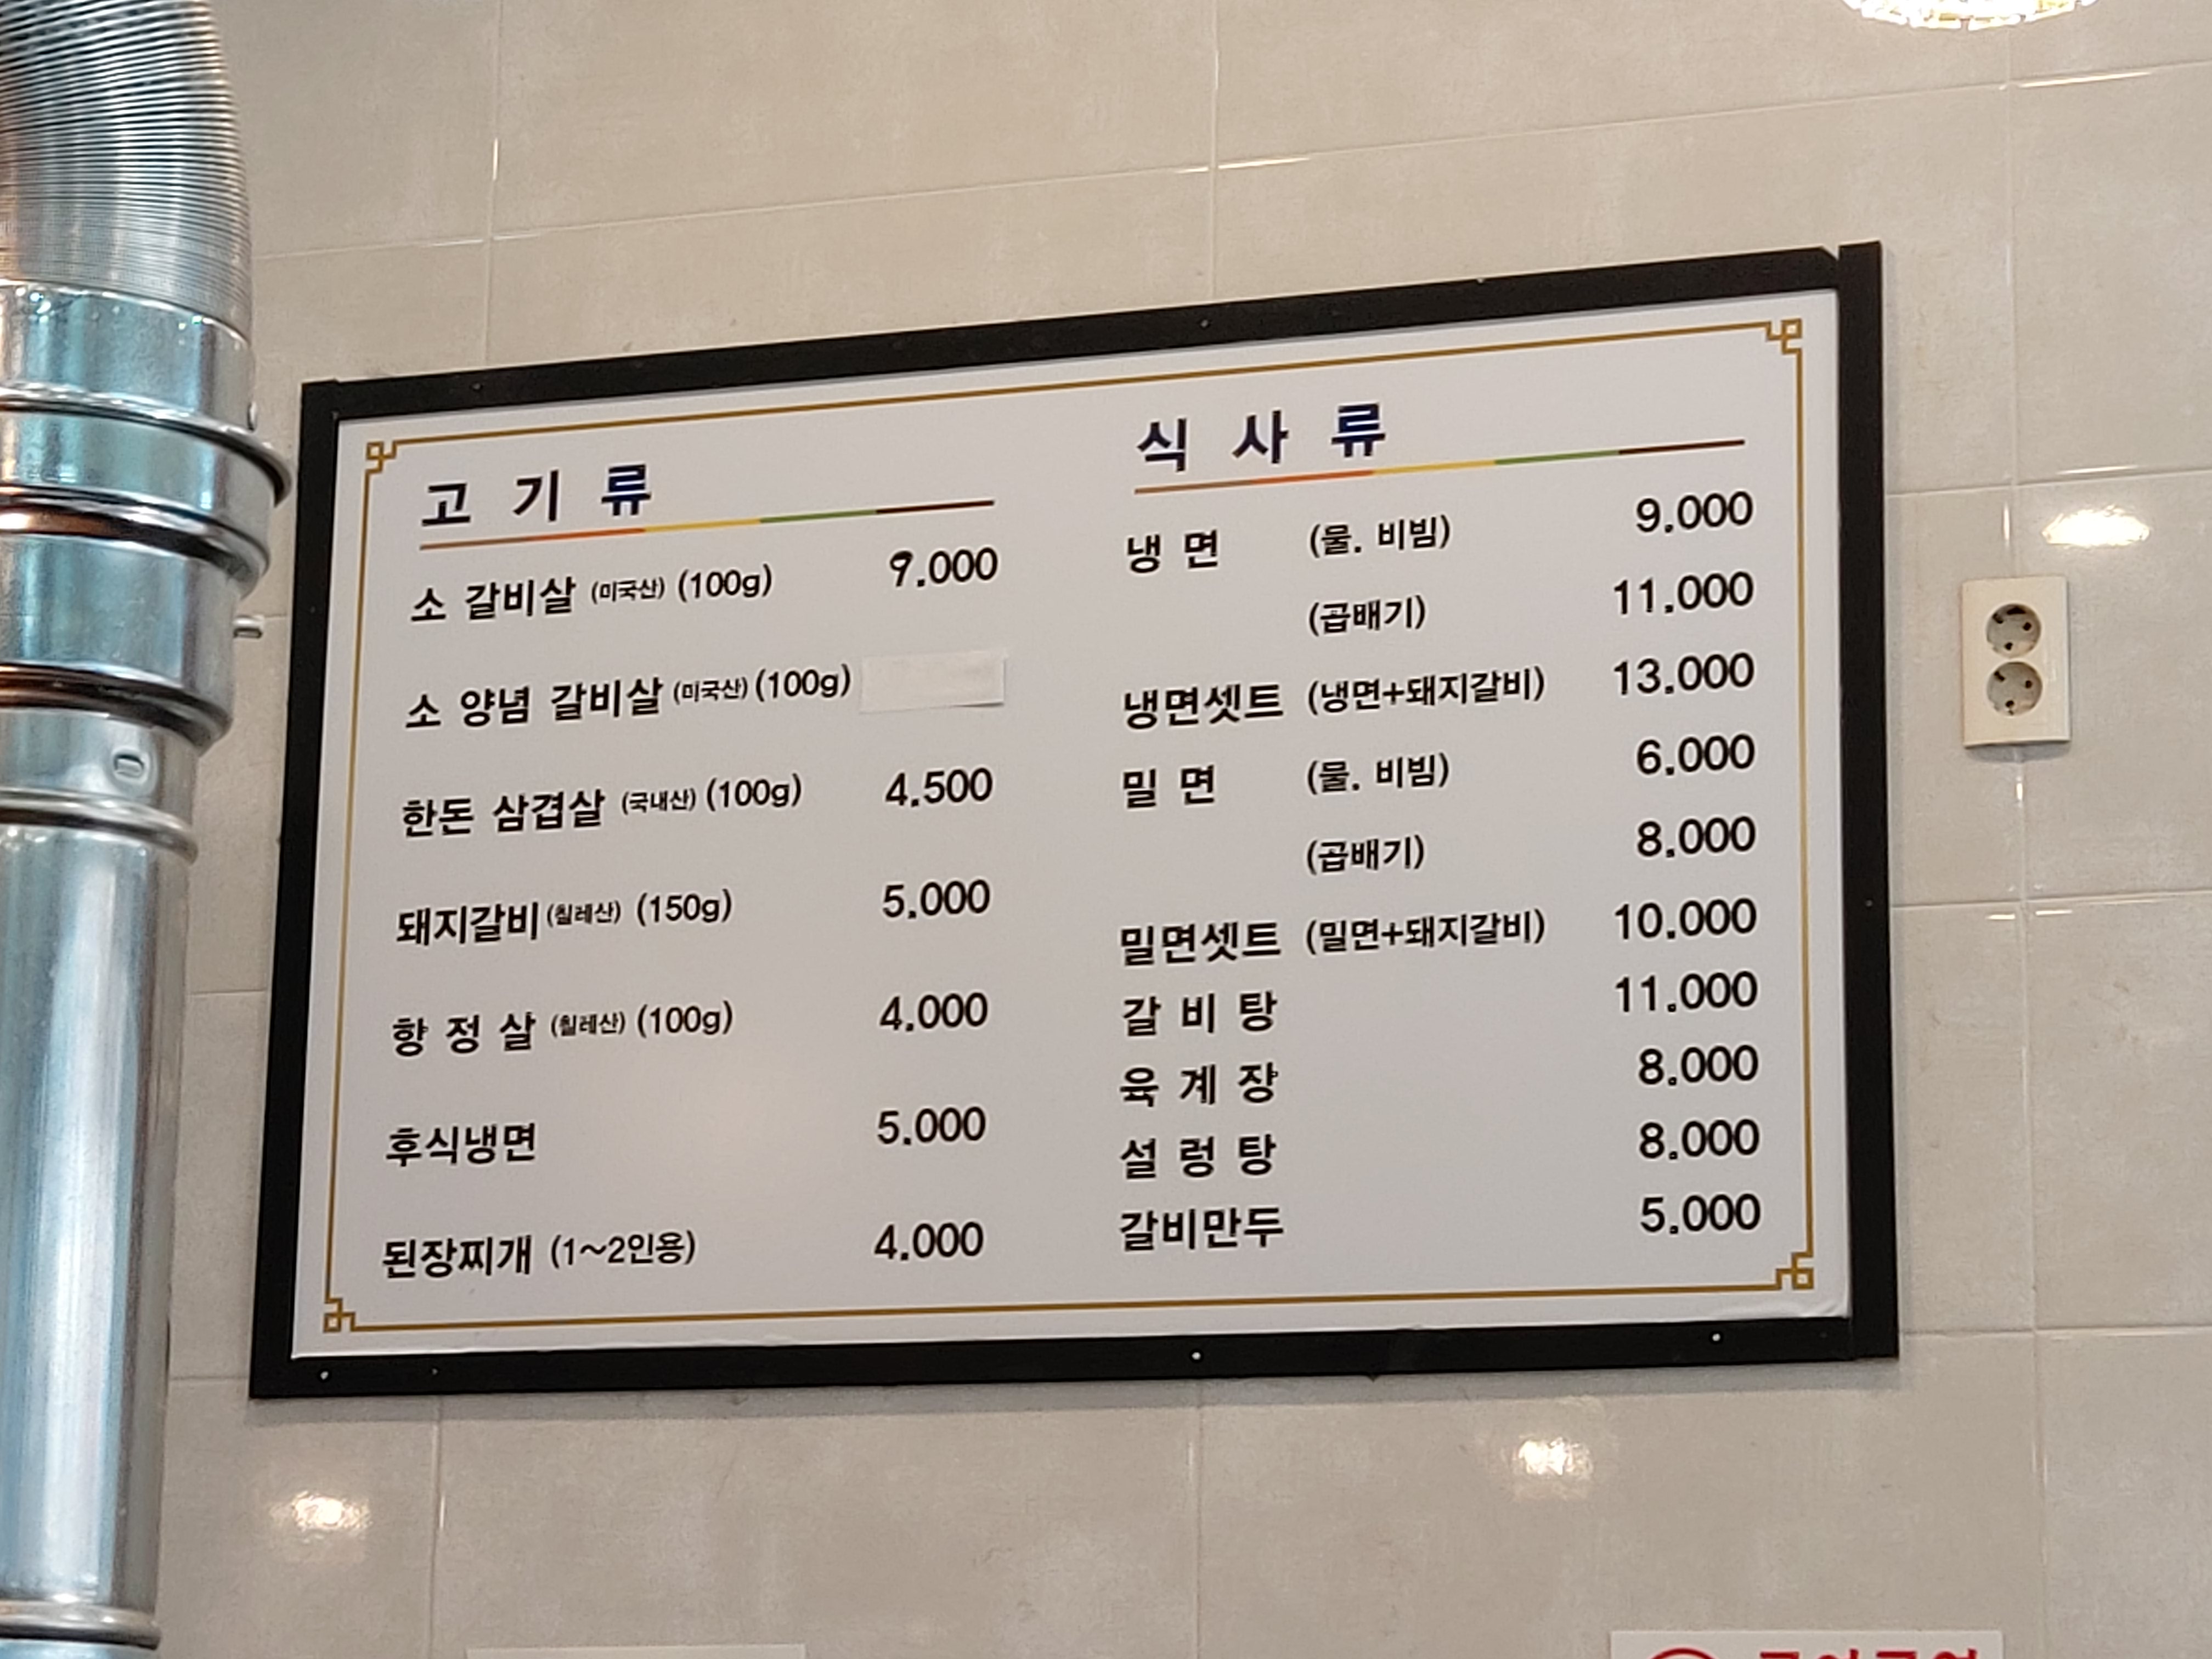 고 기 류
소 갈비살 (미국산) (100g) 9.000
소 양념 갈비살 (미국산) (100g)
한돈 삼겹살 (국내산) (100g) 4.500
돼지갈비 (칠레산) (150g) 5.000
항 정 살 (칠레산) (100g) 4.000
후식냉면 5.000
된장찌개 (1~2인용) 4.000
식 사 류
냉 면 (물. 비빔) 9.000
(곱배기) 11.000
냉면셋트 (냉면+돼지갈비) 13.000
밀 면 (물. 비빔) 6.000
(곱배기) 8.000
밀면셋트 (밀면+돼지갈비) 10.000
갈 비 탕 11.000
육 계 장 8.000
설 렁 탕 8.000
갈비만두 5.000